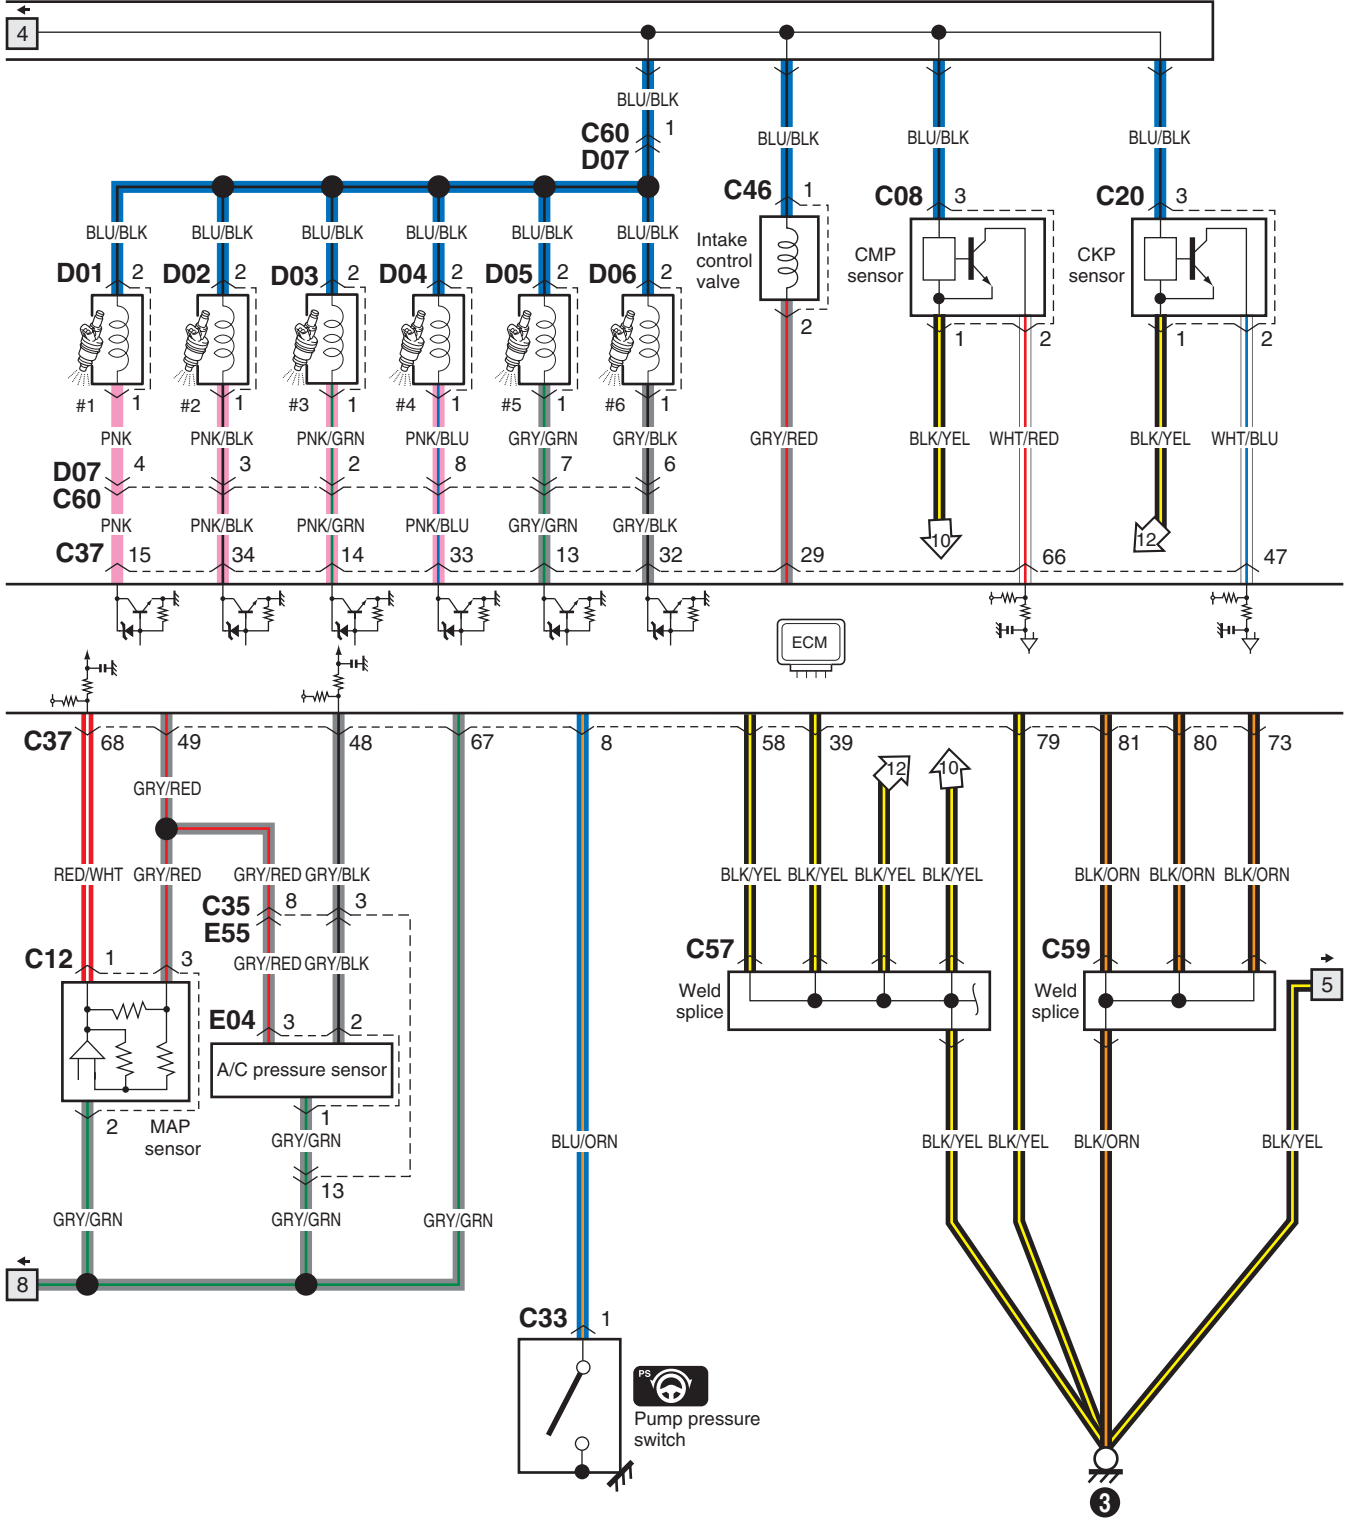 4
BLU/BLK
C60 1
D07
BLU/BLK BLU/BLK BLU/BLK
C46 1 C08 3 C20 3
BLU/BLK BLU/BLK BLU/BLK BLU/BLK BLU/BLK BLU/BLK
Intake
control
valve
CMP
sensor
CKP
sensor
D01 2 D02 2 D03 2 D04 2 D05 2 D06 2
2 1 2 1 2
#1 1 #2 1 #3 1 #4 1 #5 1 #6 1
PNK PNK/BLK PNK/GRN PNK/BLU GRY/GRN GRY/BLK GRY/RED BLK/YEL WHT/RED BLK/YEL WHT/BLU
D07 4 3 2 8 7 6
C60
PNK PNK/BLK PNK/GRN PNK/BLU GRY/GRN GRY/BLK
10 12
C37 15 34 14 33 13 32 29 66 47
ECM
C37 68 49 48 67 8 58 39 79 81 80 73
12 10
GRY/RED
RED/WHT GRY/RED GRY/RED GRY/BLK BLK/YEL BLK/YEL BLK/YEL BLK/YEL BLK/ORN BLK/ORN BLK/ORN
C35 8 3
E55
GRY/RED GRY/BLK
C12 1 3 C57 C59
Weld
splice
Weld
splice
5
E04 3 2
A/C pressure sensor
2 MAP
sensor
1
GRY/GRN BLU/ORN BLK/YEL BLK/YEL BLK/ORN BLK/YEL
13
GRY/GRN GRY/GRN GRY/GRN
8
C33 1
PS
Pump pressure
switch
3